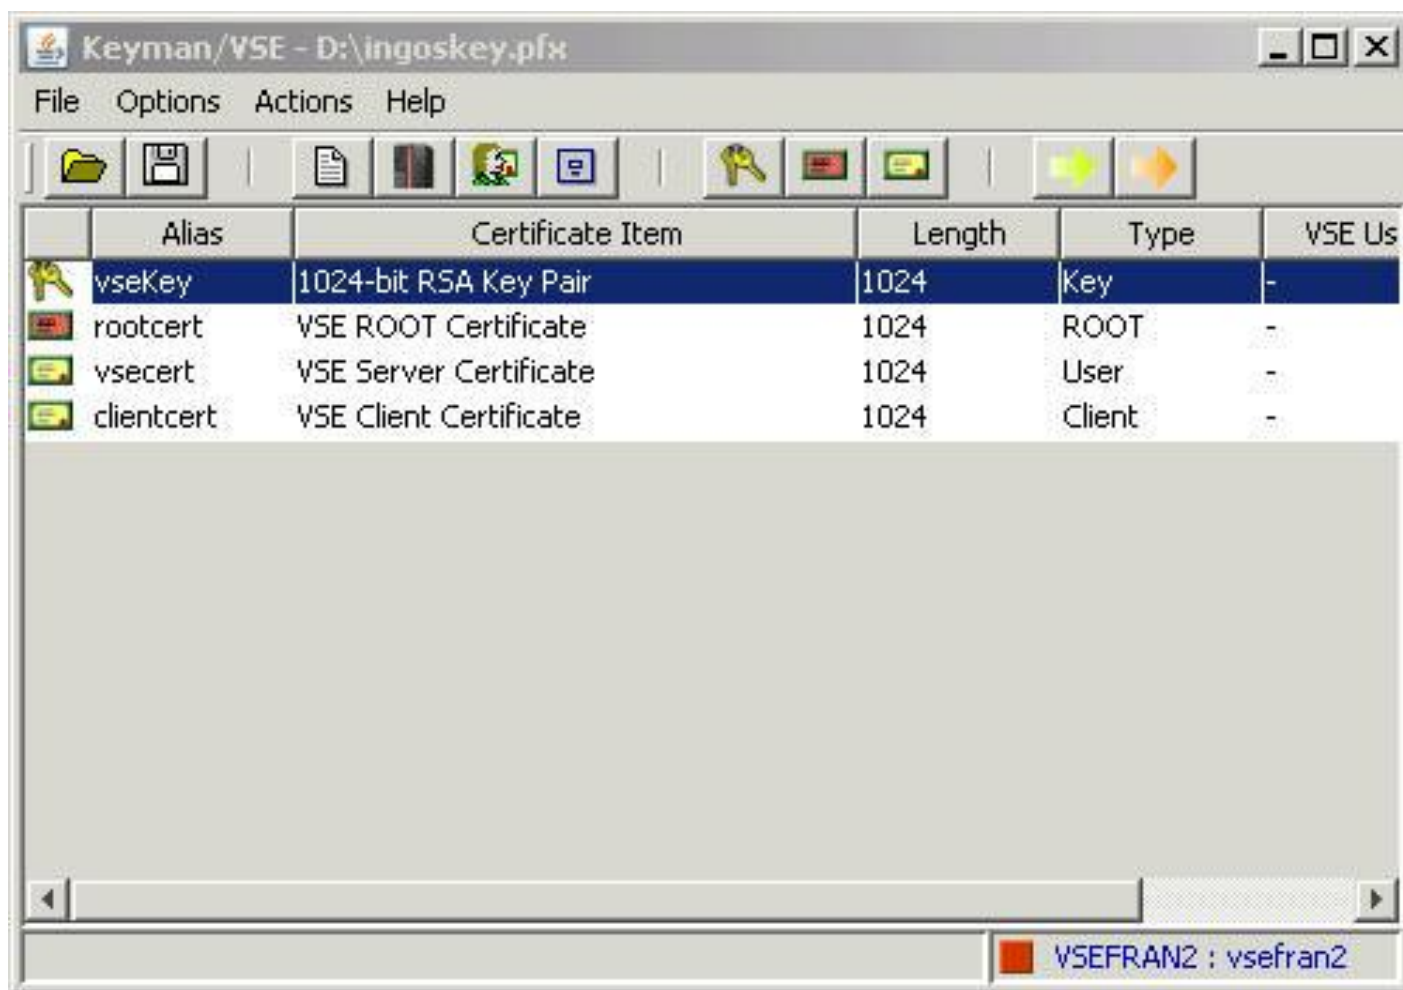 Keyman/VSE - D:\ingoskey.pfx
File Options Actions Help
Alias Certificate Item Length Type VSE Us
vseKey 1024-bit RSA Key Pair 1024 Key -
rootcert VSE ROOT Certificate 1024 ROOT -
vsecert VSE Server Certificate 1024 User -
clientcert VSE Client Certificate 1024 Client -
VSEFRAN2 : vsefran2